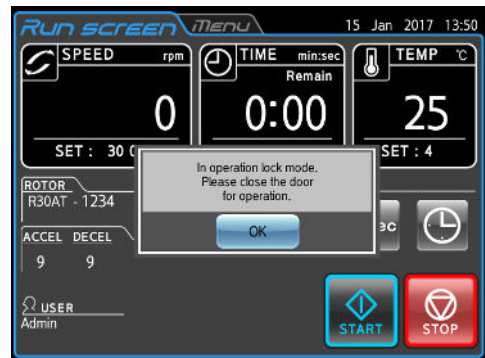 Run screen Menu 15 Jan 2017 13:50
SPEED rpm TIME min:sec TEMP ℃
Remain
0 0:00 25
SET : 30 0 SET : 4
In operation lock mode.
Please close the door
for operation.
OK
ROTOR
R30AT - 1234
ec
ACCEL DECEL
9 9
USER
Admin
START STOP